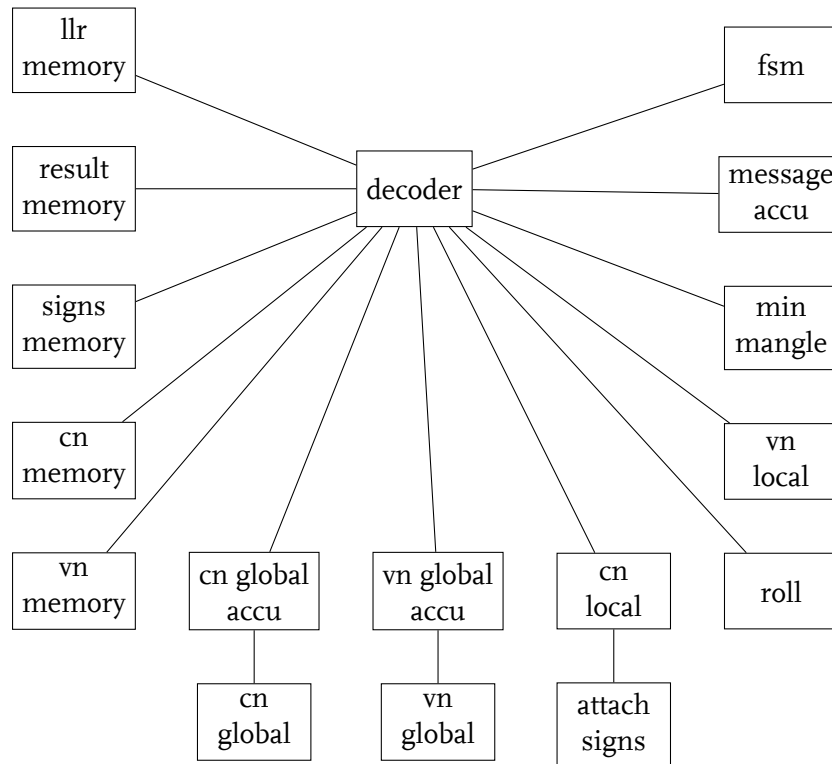 llr
memory
fsm
result
memory
decoder
message
accu
signs
memory
min
mangle
cn
memory
vn
local
vn
memory
cn global
accu
vn global
accu
cn
local
roll
cn
global
vn
global
attach
signs